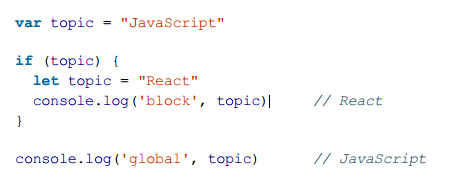 var topic = "JavaScript"
if (topic) {
  let topic = "React"
  console.log('block', topic)|     // React
}
console.log('global', topic)      // JavaScript